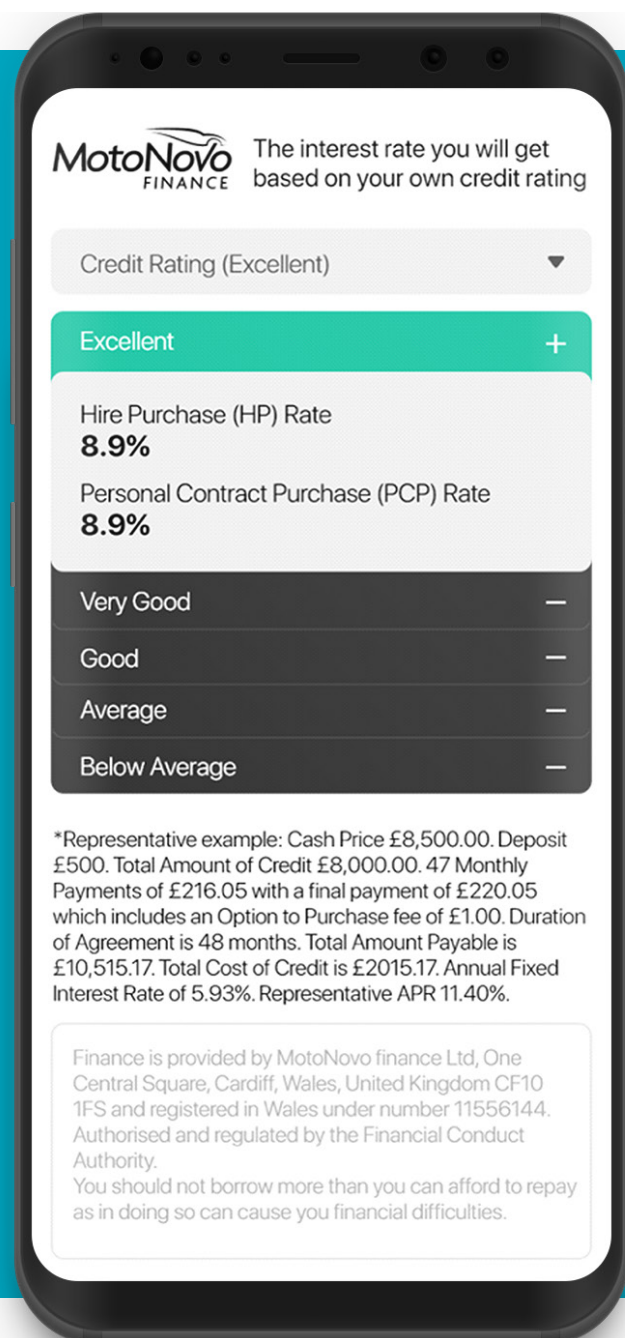 MotoNovo
FINANCE
The interest rate you will get
based on your own credit rating
Credit Rating (Excellent)
Excellent
Hire Purchase (HP) Rate
8.9%
Personal Contract Purchase (PCP) Rate
8.9%
Very Good
Good
Average
Below Average
*Representative example: Cash Price £8,500.00. Deposit
£500. Total Amount of Credit £8,000.00. 47 Monthly
Payments of £216.05 with a final payment of £220.05
which includes an Option to Purchase fee of £1.00. Duration
of Agreement is 48 months. Total Amount Payable is
£10,515.17. Total Cost of Credit is £2015.17. Annual Fixed
Interest Rate of 5.93%. Representative APR 11.40%.
Finance is provided by MotoNovo finance Ltd, One
Central Square, Cardiff, Wales, United Kingdom CF10
1FS and registered in Wales under number 11556144.
Authorised and regulated by the Financial Conduct
Authority.
You should not borrow more than you can afford to repay
as in doing so can cause you financial difficulties.